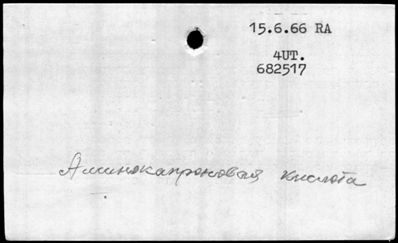 15.6.66 RA
4UT.
682517
Аминокапроновая кислота